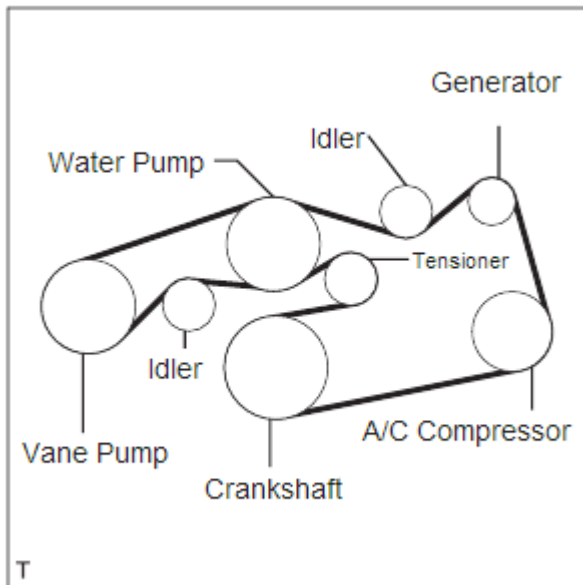 Generator
Idler
Water Pump
Tensioner
Idler
A/C Compressor
Vane Pump
Crankshaft
T